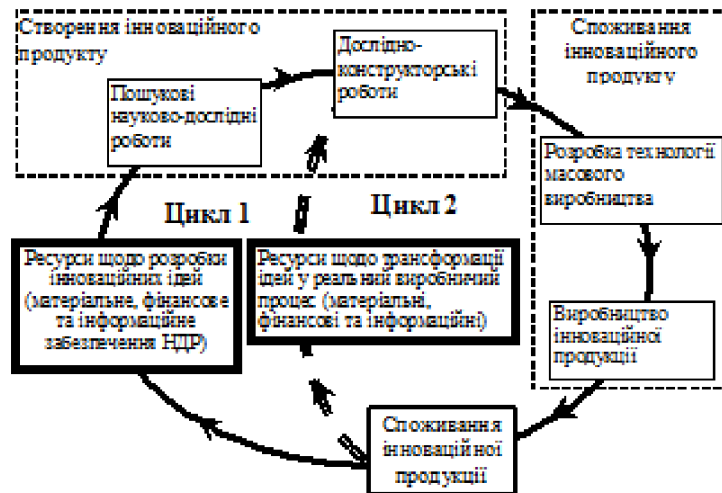 Створення інноваційного
продукту
Дослідно-
конструкторські
роботи
Споживання
інноваційного
продукту
Пошукові
науково-дослідні
роботи
Розробка технології
масового
виробництва
Цикл 1
Цикл 2
Ресурси щодо розробки
інноваційних ідей
(матеріальне, фінансове
та інформаційне
забезпечення НДР)
Ресурси щодо трансформації
ідей у реальний виробничий
процес (матеріальні,
фінансові та інформаційні)
Виробництво
інноваційної
продукції
Споживання
інноваційної
продукції